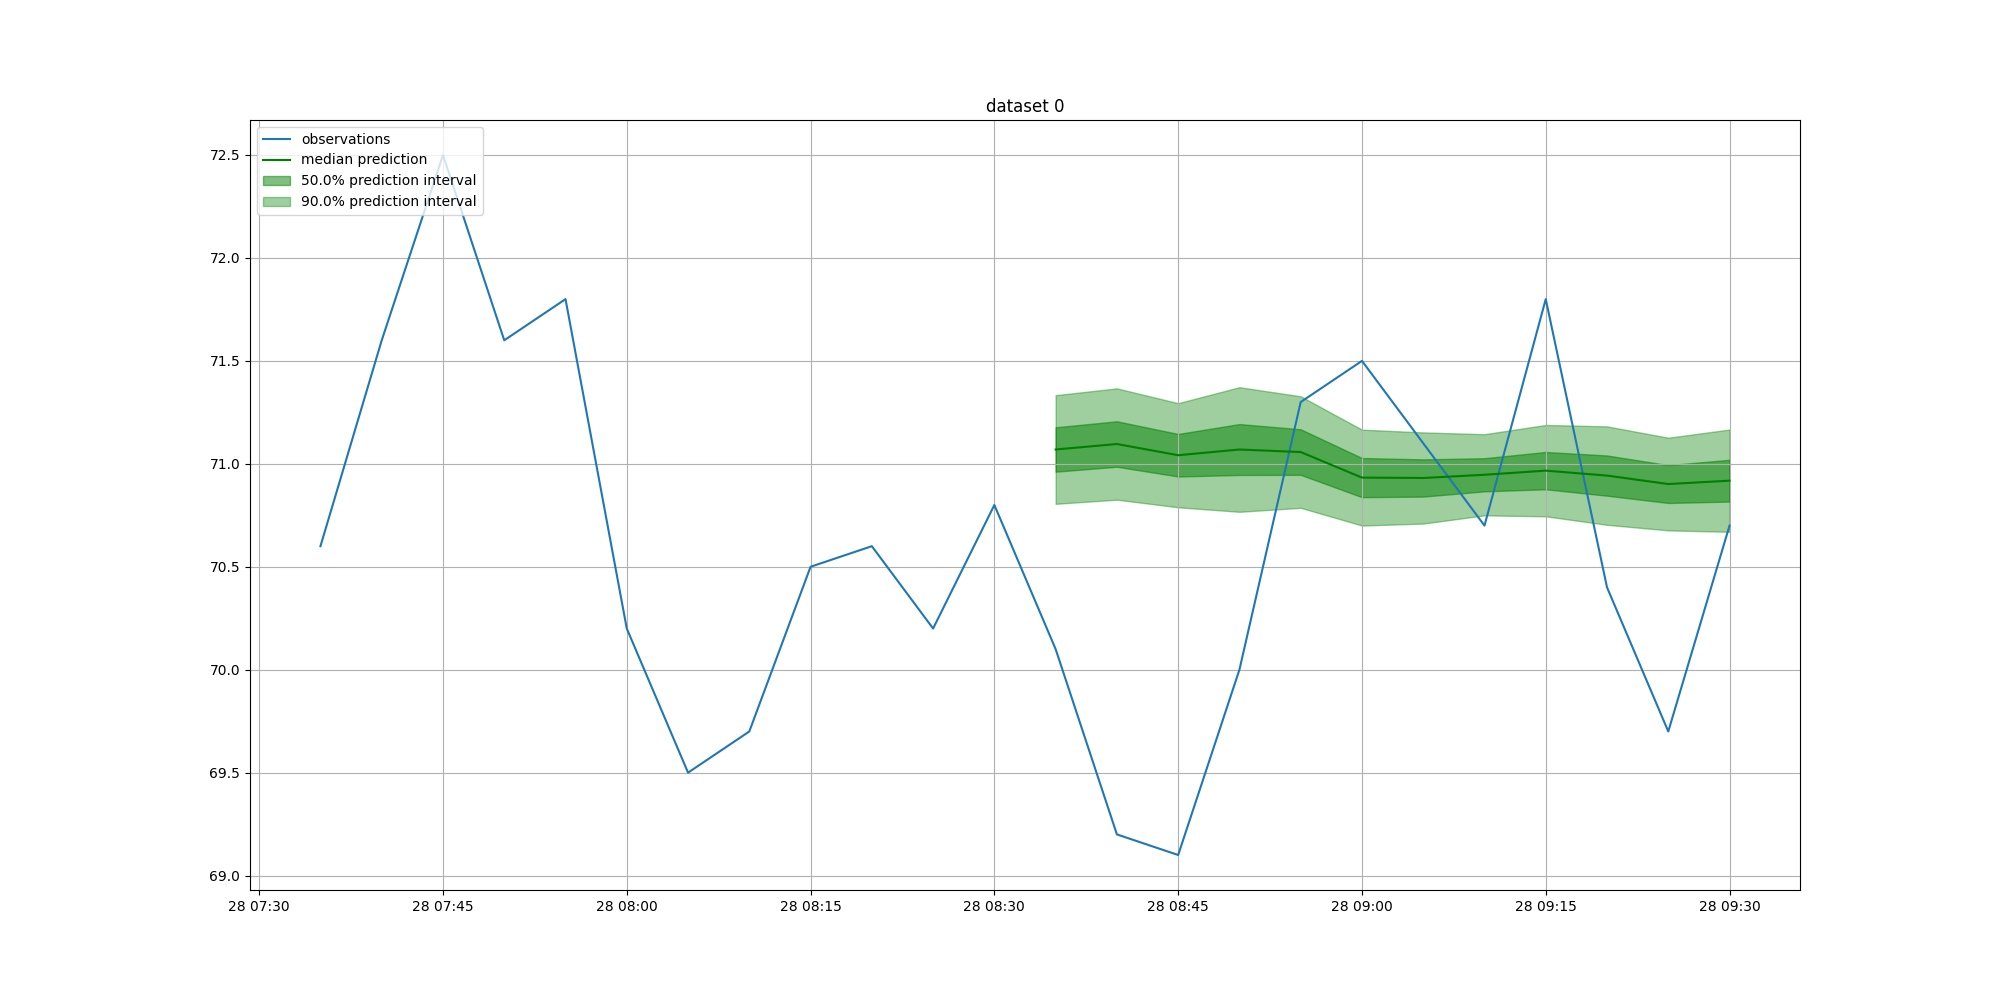 dataset 0
observations
median prediction
50.0% prediction interval
90.0% prediction interval
72.5
72.0
71.5
71.0
70.5
70.0
69.5
69.0
28 07:30 28 07:45 28 08:00 28 08:15 28 08:30 28 08:45 28 09:00 28 09:15 28 09:30